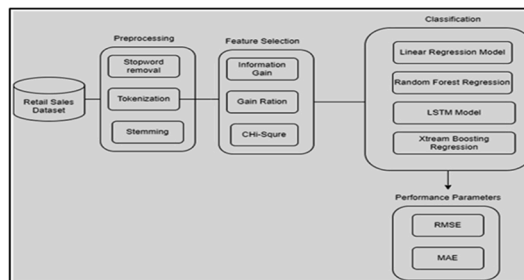 Retail Sales
Dataset
Preprocessing
Stopword
removal
Tokenization
Stemming
Feature Selection
Information
Gain
Gain Ration
CHi-Squre
Classification
Linear Regression Model
Random Forest Regression
LSTM Model
Xtream Boosting
Regression
Performance Parameters
RMSE
MAE